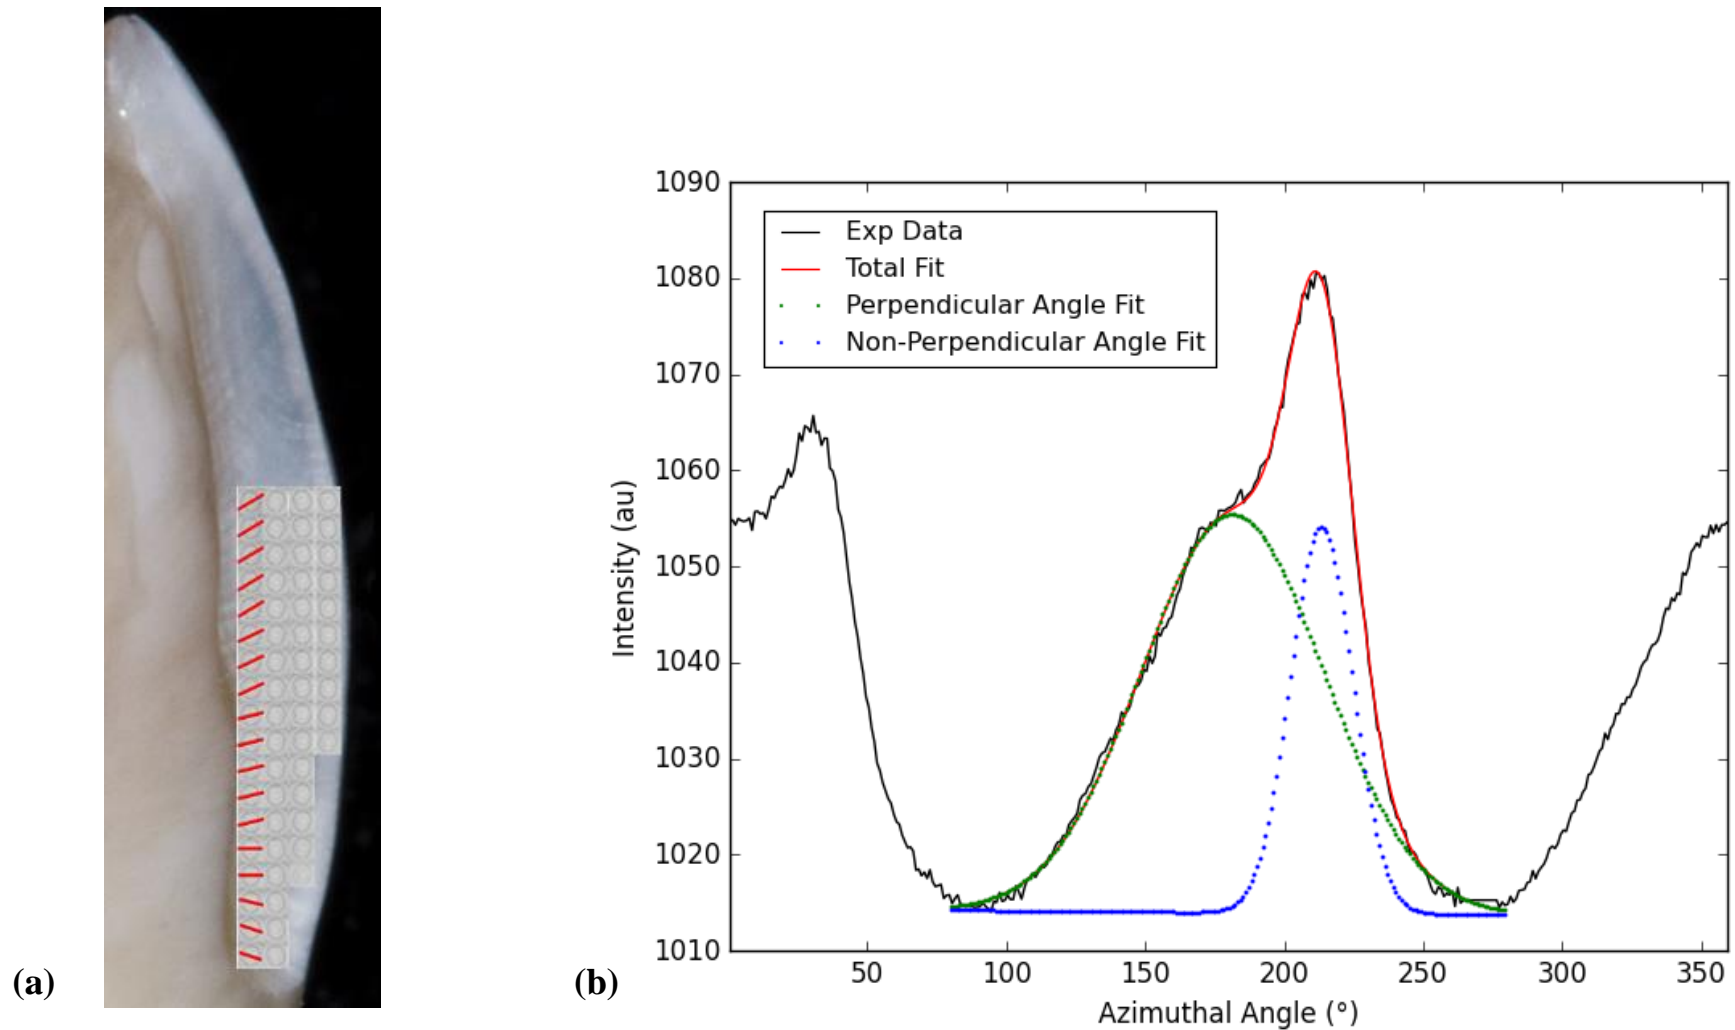 1090
1080
1070
1060
1050
1040
1030
1020
1010
Intensity (au)
Exp Data
Total Fit
Perpendicular Angle Fit
Non-Perpendicular Angle Fit
50 100 150 200 250 300 350
Azimuthal Angle (°)
(a)
(b)